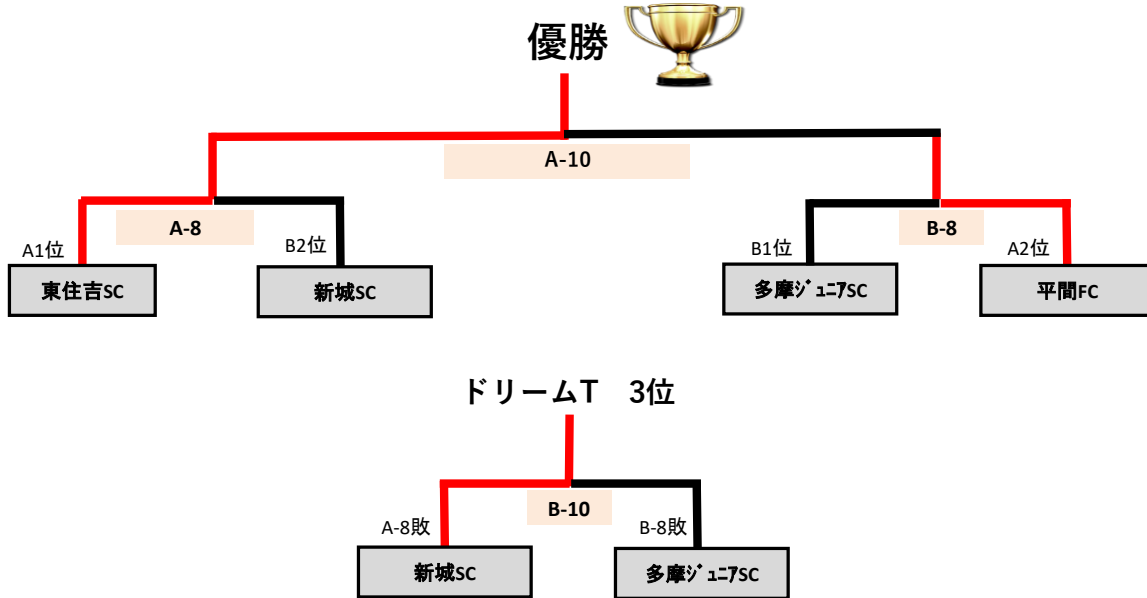 優勝
A-10
A-8
B-8
A1位
B2位
B1位
A2位
東住吉SC
新城SC
多摩ｼﾞｭﾆｱSC
平間FC
ドリームT　3位
B-10
A-8敗
B-8敗
新城SC
多摩ｼﾞｭﾆｱSC